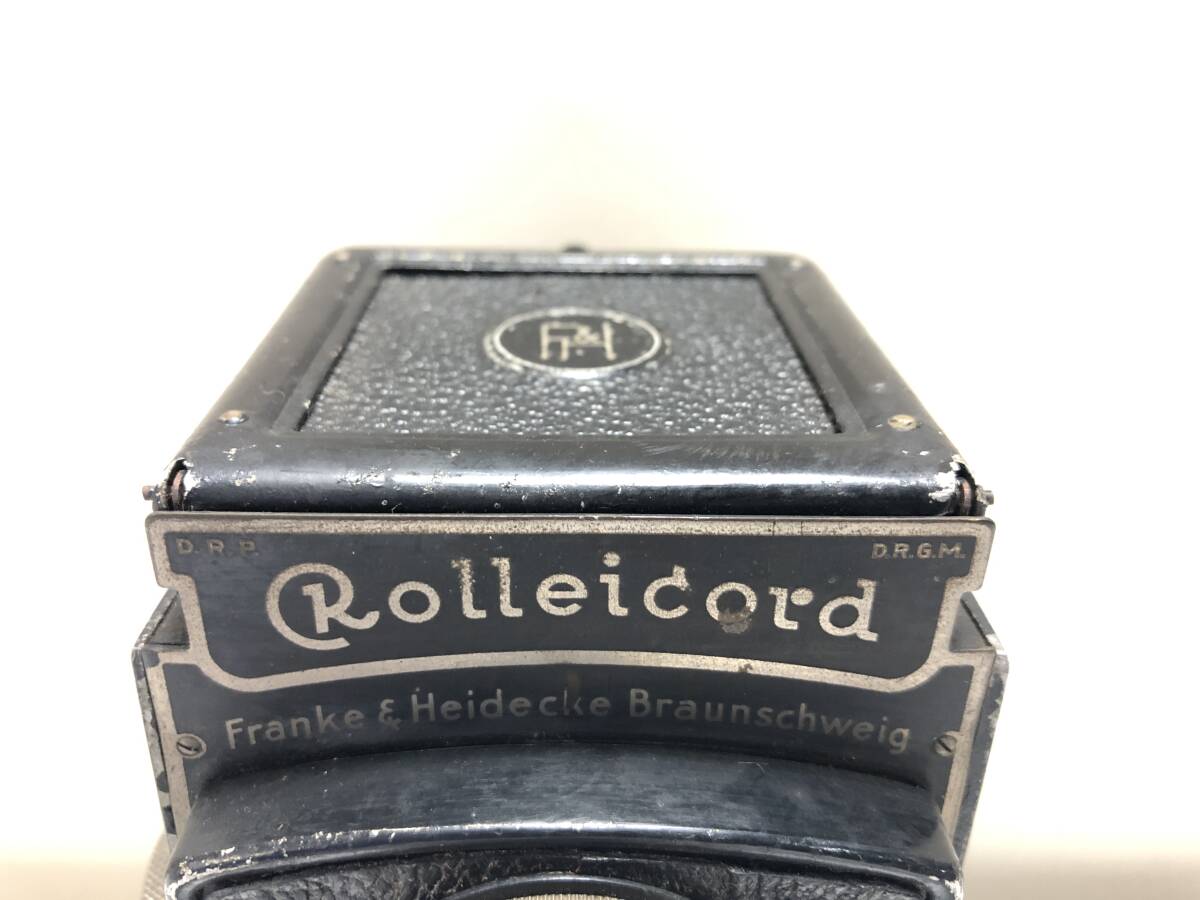 F&H
D.R.P. D.R.G.M.
Rolleicord
Franke & Heidecke Braunschweig